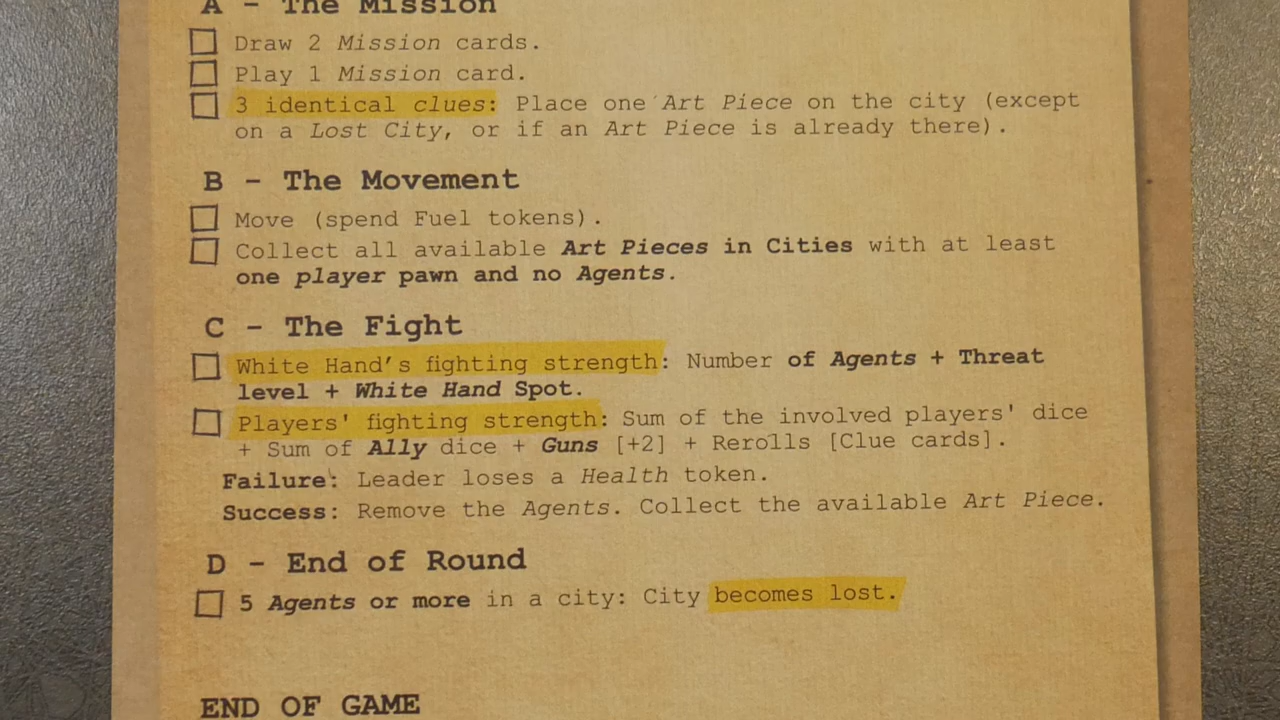 A - The Mission
Draw 2 Mission cards.
Play 1 Mission card.
3 identical clues: Place one Art Piece on the city (except
on a Lost City, or if an Art Piece is already there).
B - The Movement
Move (spend Fuel tokens).
Collect all available Art Pieces in Cities with at least
one player pawn and no Agents.
C - The Fight
White Hand's fighting strength: Number of Agents + Threat
level + White Hand Spot.
Players' fighting strength: Sum of the involved players' dice
+ Sum of Ally dice + Guns [+2] + Rerolls [Clue cards].
Failure: Leader loses a Health token.
Success: Remove the Agents. Collect the available Art Piece.
D - End of Round
5 Agents or more in a city: City becomes lost.
END OF GAME